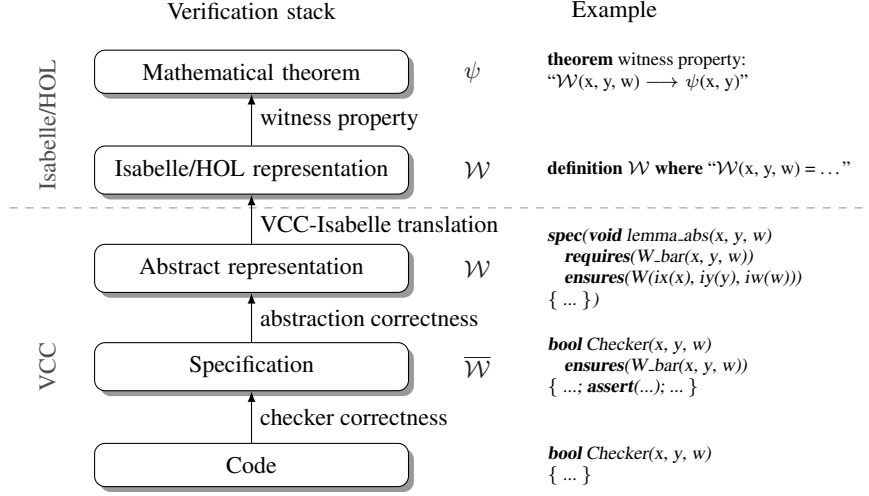 Verification stack
Example
Isabelle/HOL
Mathematical theorem
ψ
theorem witness property:
“𝒲(x, y, w) ⟶ ψ(x, y)”
witness property
Isabelle/HOL representation
𝒲
definition 𝒲 where “𝒲(x, y, w) = …”
VCC-Isabelle translation
VCC
Abstract representation
𝒲
spec(void lemma_abs(x, y, w)
requires(W_bar(x, y, w))
ensures(W(ix(x), iy(y), iw(w)))
{ ... })
abstraction correctness
Specification
𝒲̅
bool Checker(x, y, w)
ensures(W_bar(x, y, w))
{ ...; assert(...); ... }
checker correctness
Code
bool Checker(x, y, w)
{ ... }